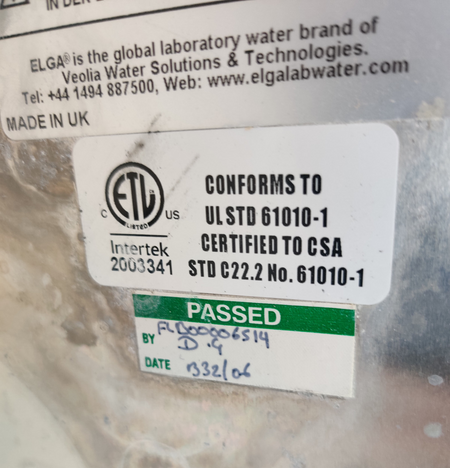 IN DER
ELGA® is the global laboratory water brand of
Veolia Water Solutions & Technologies.
Tel: +44 1494 887500, Web: www.elgalabwater.com
MADE IN UK
ETL
LISTED
C US
Intertek
2003341
CONFORMS TO
UL STD 61010-1
CERTIFIED TO CSA
STD C22.2 No. 61010-1
PASSED
BY
D.G
DATE